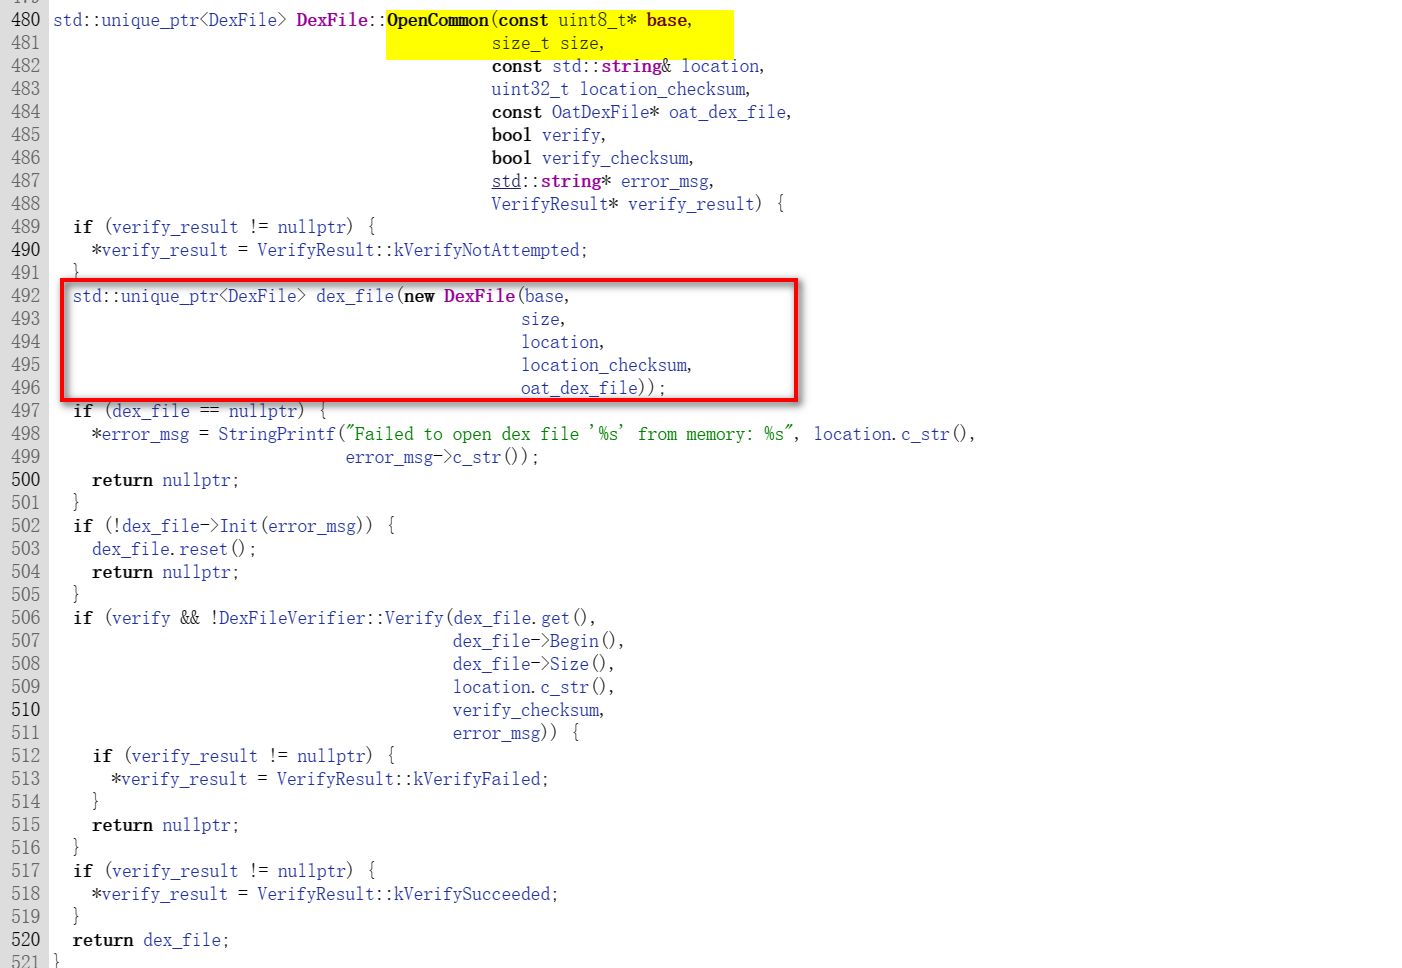 480 std::unique_ptr<DexFile> DexFile::OpenCommon(const uint8_t* base,
481 size_t size,
482 const std::string& location,
483 uint32_t location_checksum,
484 const OatDexFile* oat_dex_file,
485 bool verify,
486 bool verify_checksum,
487 std::string* error_msg,
488 VerifyResult* verify_result) {
489 if (verify_result != nullptr) {
490 *verify_result = VerifyResult::kVerifyNotAttempted;
491 }
492 std::unique_ptr<DexFile> dex_file(new DexFile(base,
493 size,
494 location,
495 location_checksum,
496 oat_dex_file));
497 if (dex_file == nullptr) {
498 *error_msg = StringPrintf("Failed to open dex file '%s' from memory: %s", location.c_str(),
499 error_msg->c_str());
500 return nullptr;
501 }
502 if (!dex_file->Init(error_msg)) {
503 dex_file.reset();
504 return nullptr;
505 }
506 if (verify && !DexFileVerifier::Verify(dex_file.get(),
507 dex_file->Begin(),
508 dex_file->Size(),
509 location.c_str(),
510 verify_checksum,
511 error_msg)) {
512 if (verify_result != nullptr) {
513 *verify_result = VerifyResult::kVerifyFailed;
514 }
515 return nullptr;
516 }
517 if (verify_result != nullptr) {
518 *verify_result = VerifyResult::kVerifySucceeded;
519 }
520 return dex_file;
521 }